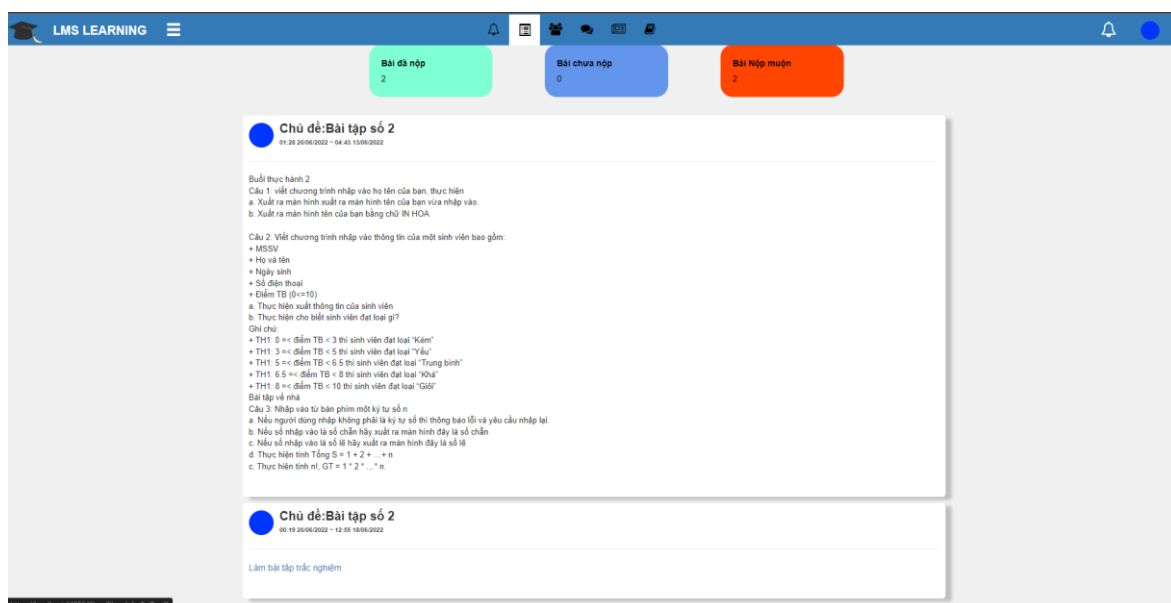 LMS LEARNING
Bài đã nộp
2
Bài chưa nộp
0
Bài Nộp muộn
2
Chủ đề:Bài tập số 2
01:28 26/06/2022 ~ 04:43 13/06/2022
Buổi thực hành 2
Câu 1: viết chương trình nhập vào họ tên của bạn, thực hiện
a. Xuất ra màn hình xuất ra màn hình tên của bạn vừa nhập vào.
b. Xuất ra màn hình tên của bạn bằng chữ IN HOA
Câu 2: Viết chương trình nhập vào thông tin của một sinh viên bao gồm:
+ MSSV
+ Họ và tên
+ Ngày sinh
+ Số điện thoại
+ Điểm TB (0<=10)
a. Thực hiện xuất thông tin của sinh viên
b. Thực hiện cho biết sinh viên đạt loại gì?
Ghi chú:
+ TH1: 0 =< điểm TB < 3 thì sinh viên đạt loại “Kém”
+ TH1: 3 =< điểm TB < 5 thì sinh viên đạt loại “Yếu”
+ TH1: 5 =< điểm TB < 6.5 thì sinh viên đạt loại “Trung bình”
+ TH1: 6.5 =< điểm TB < 8 thì sinh viên đạt loại “Khá”
+ TH1: 8 =< điểm TB < 10 thì sinh viên đạt loại “Giỏi”
Bài tập về nhà
Câu 3: Nhập vào từ bàn phím một ký tự số n
a. Nếu người dùng nhập không phải là ký tự số thì thông báo lỗi và yêu cầu nhập lại.
b. Nếu số nhập vào là số chẵn hãy xuất ra màn hình đây là số chẵn
c. Nếu số nhập vào là số lẽ hãy xuất ra màn hình đây là số lẽ
d. Thực hiện tính Tổng S = 1 + 2 + ... + n
c. Thực hiện tính n!, GT = 1 * 2 * ... * n.
Chủ đề:Bài tập số 2
00:19 26/06/2022 ~ 12:55 18/06/2022
Làm bài tập trắc nghiệm